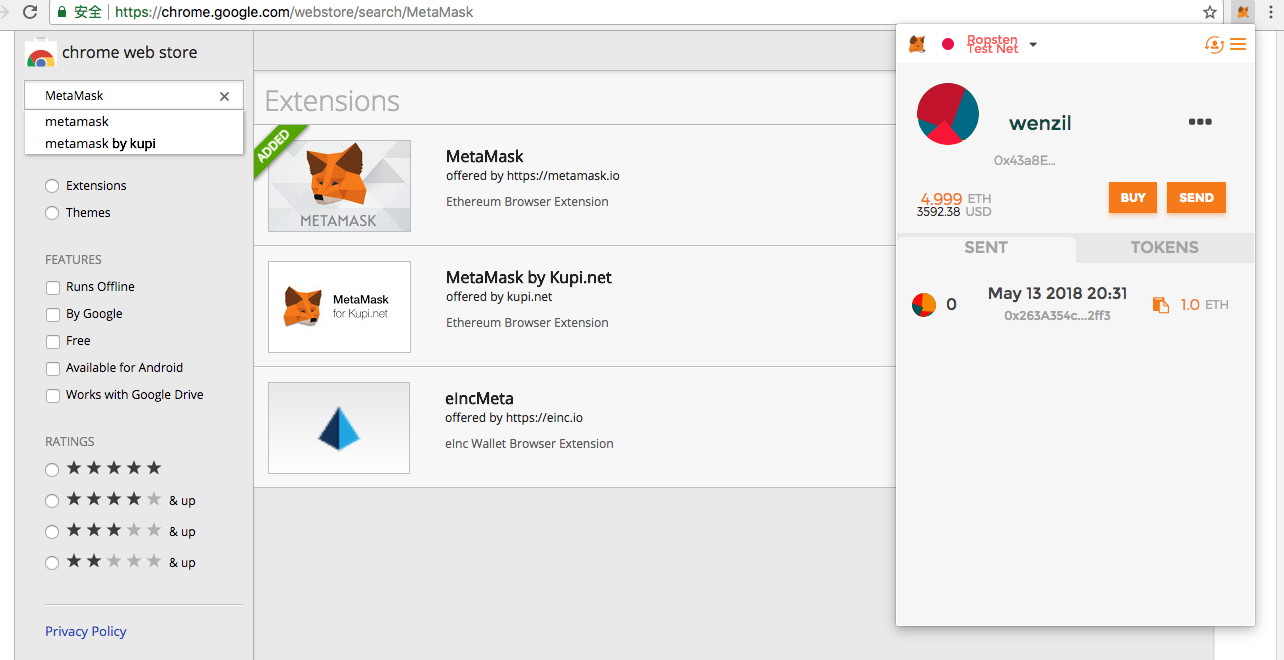 安全
https://chrome.google.com/webstore/search/MetaMask
chrome web store
MetaMask
metamask
metamask by kupi
Extensions
Themes
FEATURES
Runs Offline
By Google
Free
Available for Android
Works with Google Drive
RATINGS
& up
& up
& up
Privacy Policy
Extensions
ADDED
METAMASK
MetaMask
offered by https://metamask.io
Ethereum Browser Extension
MetaMask
for Kupi.net
MetaMask by Kupi.net
offered by kupi.net
Ethereum Browser Extension
eIncMeta
offered by https://einc.io
eInc Wallet Browser Extension
Ropsten
Test Net
wenzil
0x43a8E...
4.999 ETH
3592.38 USD
BUY
SEND
SENT
TOKENS
0
May 13 2018 20:31
0x263A354c...2ff3
1.0 ETH